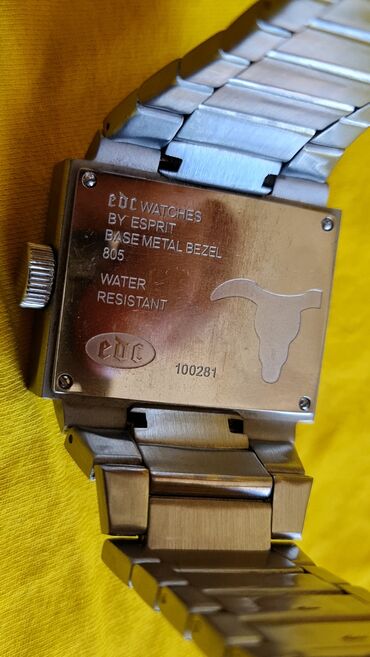 edc WATCHES
BY ESPRIT
BASE METAL BEZEL
805
WATER
RESISTANT
edc
100281